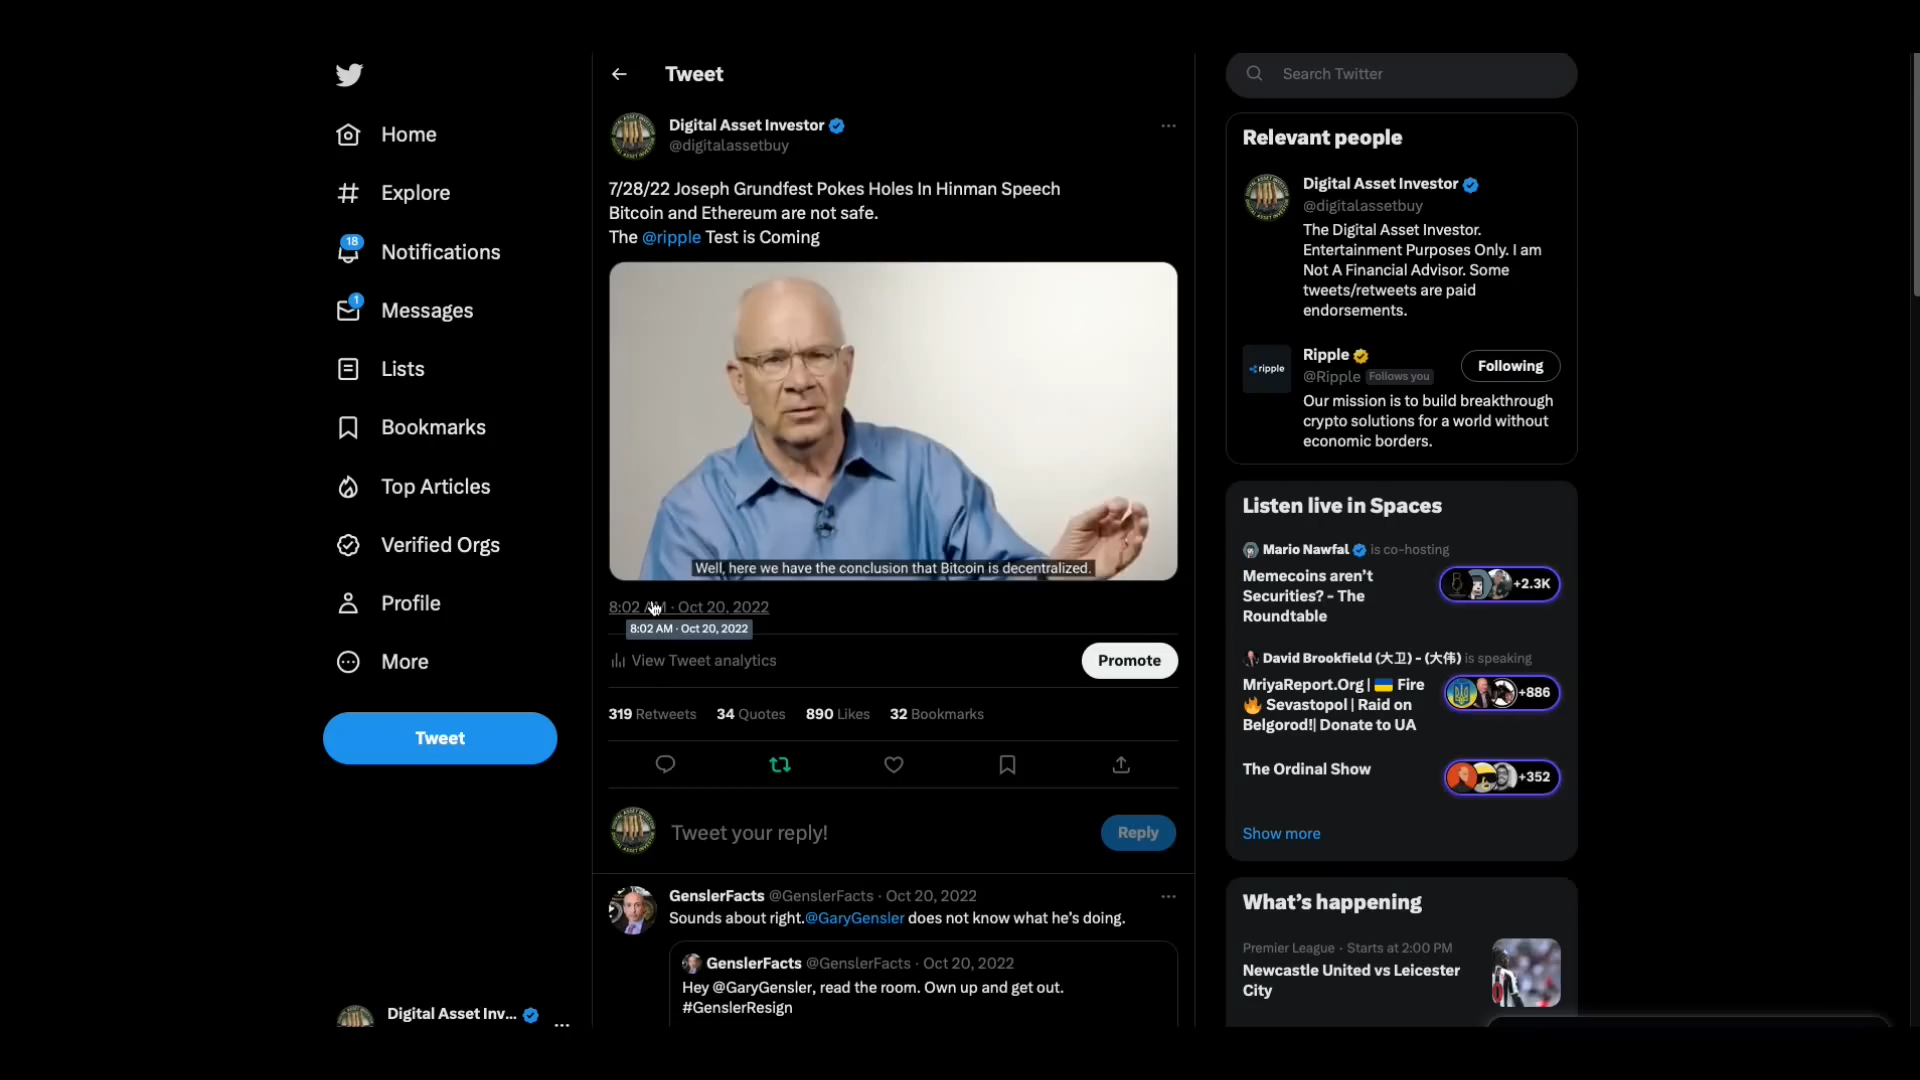 Home
Explore
18
Notifications
1
Messages
Lists
Bookmarks
Top Articles
Verified Orgs
Profile
More
Tweet
Digital Asset Inv...
Tweet
Digital Asset Investor
@digitalassetbuy
7/28/22 Joseph Grundfest Pokes Holes In Hinman Speech
Bitcoin and Ethereum are not safe.
The @ripple Test is Coming
Well, here we have the conclusion that Bitcoin is decentralized.
8:02 AM · Oct 20, 2022
8:02 AM · Oct 20, 2022
View Tweet analytics
Promote
319 Retweets 34 Quotes 890 Likes 32 Bookmarks
Tweet your reply!
Reply
GenslerFacts @GenslerFacts · Oct 20, 2022
Sounds about right.@GaryGensler does not know what he's doing.
GenslerFacts @GenslerFacts · Oct 20, 2022
Hey @GaryGensler, read the room. Own up and get out.
#GenslerResign
Search Twitter
Relevant people
Digital Asset Investor
@digitalassetbuy
The Digital Asset Investor.
Entertainment Purposes Only. I am
Not A Financial Advisor. Some
tweets/retweets are paid
endorsements.
ripple
Ripple
@Ripple Follows you
Following
Our mission is to build breakthrough
crypto solutions for a world without
economic borders.
Listen live in Spaces
Mario Nawfal is co-hosting
Memecoins aren't
Securities? - The
Roundtable
+2.3K
David Brookfield (大卫) - (大伟) is speaking
MriyaReport.Org | 🇺🇦 Fire
🔥 Sevastopol | Raid on
Belgorod!| Donate to UA
+886
The Ordinal Show
+352
Show more
What's happening
Premier League · Starts at 2:00 PM
Newcastle United vs Leicester
City